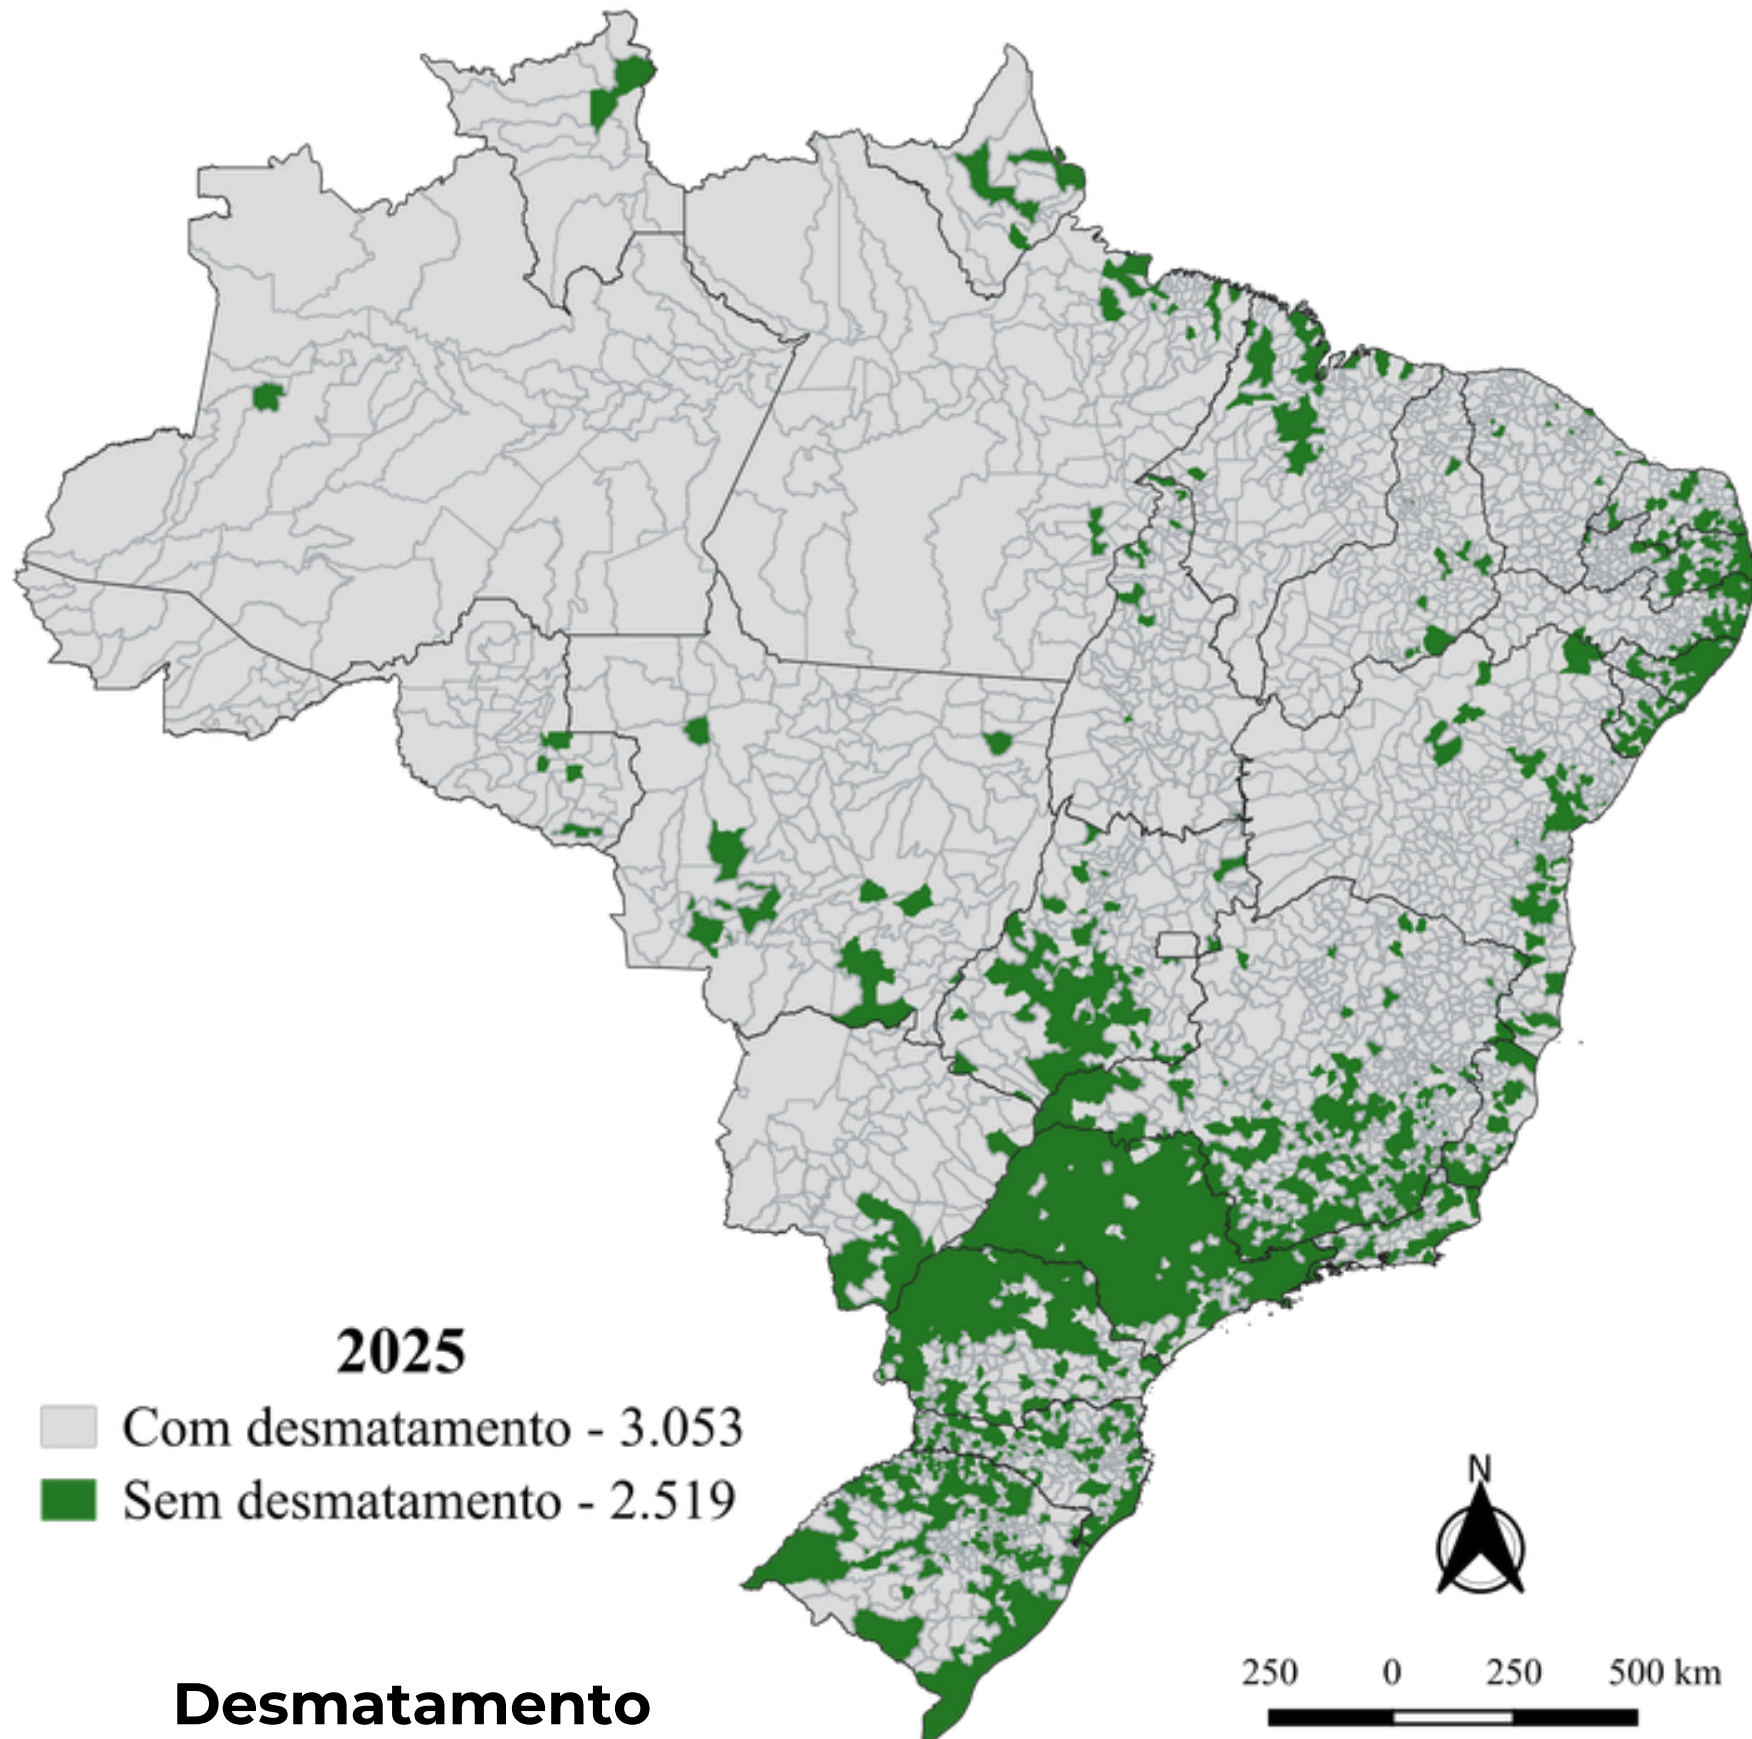 2025
Com desmatamento - 3.053
Sem desmatamento - 2.519
Desmatamento
N
250 0 250 500 km